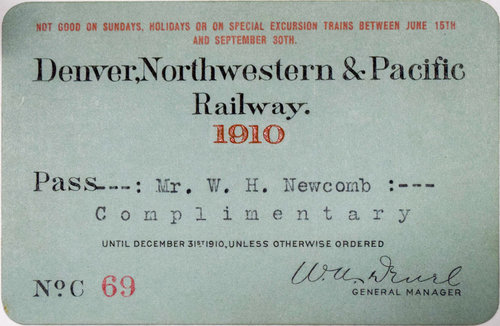 NOT GOOD ON SUNDAYS, HOLIDAYS OR ON SPECIAL EXCURSION TRAINS BETWEEN JUNE 15TH
AND SEPTEMBER 30TH.
Denver, Northwestern & Pacific
Railway.
1910
Pass---: Mr. W. H. Newcomb :---
Complimentary
UNTIL DECEMBER 31ST 1910, UNLESS OTHERWISE ORDERED
No. C 69
GENERAL MANAGER